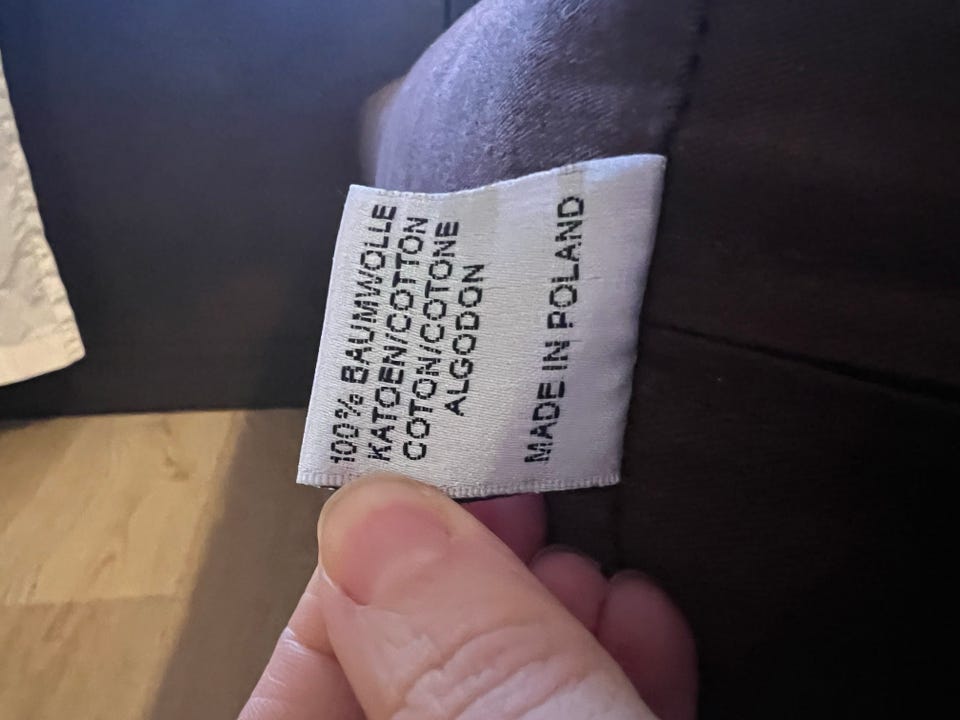 100% BAUMWOLLE
KATOEN/COTTON
COTON/COTONE
ALGODON
MADE IN POLAND